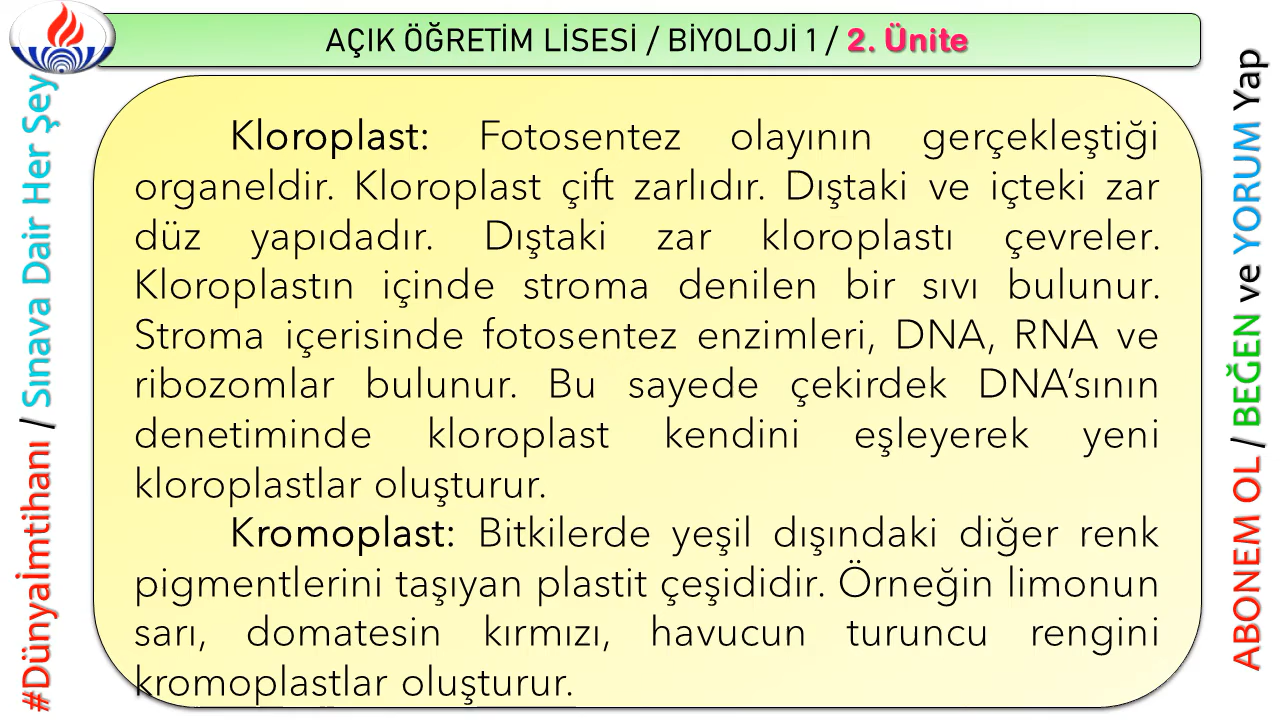 AÇIK ÖĞRETİM LİSESİ / BİYOLOJİ 1 / 2. Ünite
#Dünyaİmtihanı / Sınava Dair Her Şey
Kloroplast: Fotosentez olayının gerçekleştiği
organeldir. Kloroplast çift zarlıdır. Dıştaki ve içteki zar
düz yapıdadır. Dıştaki zar kloroplastı çevreler.
Kloroplastın içinde stroma denilen bir sıvı bulunur.
Stroma içerisinde fotosentez enzimleri, DNA, RNA ve
ribozomlar bulunur. Bu sayede çekirdek DNA’sının
denetiminde kloroplast kendini eşleyerek yeni
kloroplastlar oluşturur.
Kromoplast: Bitkilerde yeşil dışındaki diğer renk
pigmentlerini taşıyan plastit çeşididir. Örneğin limonun
sarı, domatesin kırmızı, havucun turuncu rengini
kromoplastlar oluşturur.
ABONEM OL / BEĞEN ve YORUM Yap